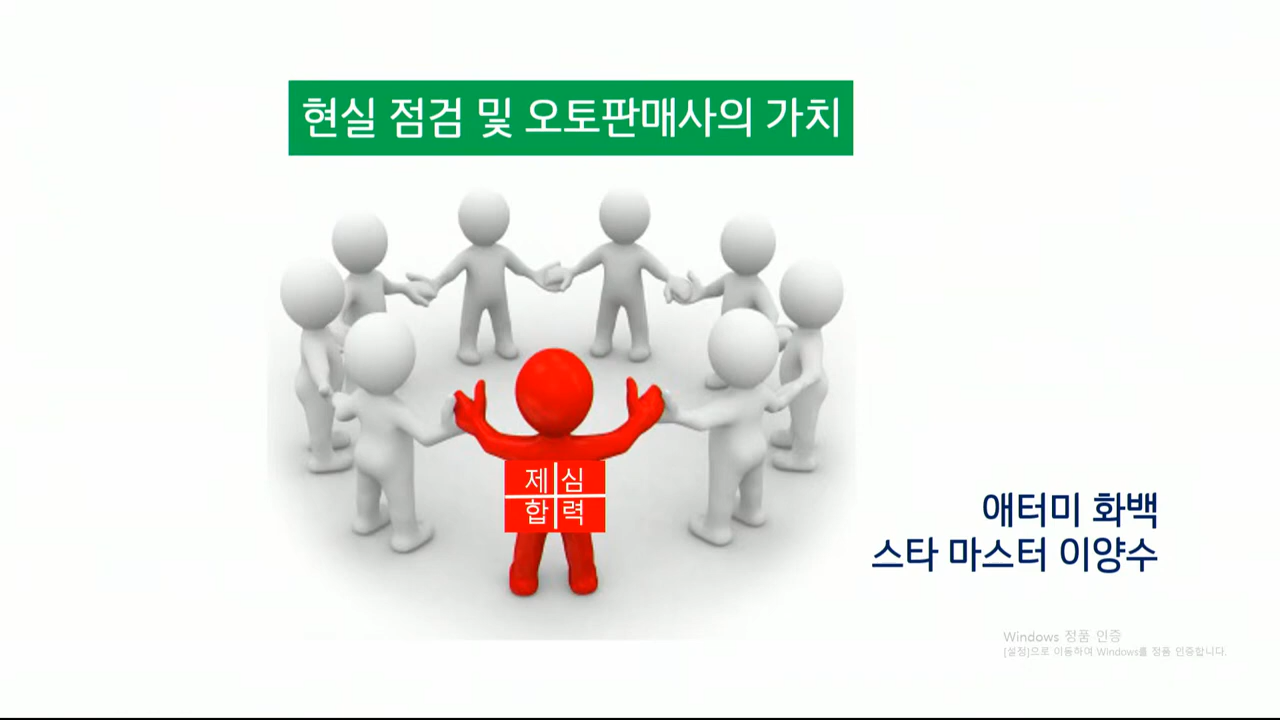 현실 점검 및 오토판매사의 가치
제 심
합 력
애터미 화백
스타 마스터 이양수
Windows 정품 인증
[설정]으로 이동하여 Windows를 정품 인증합니다.